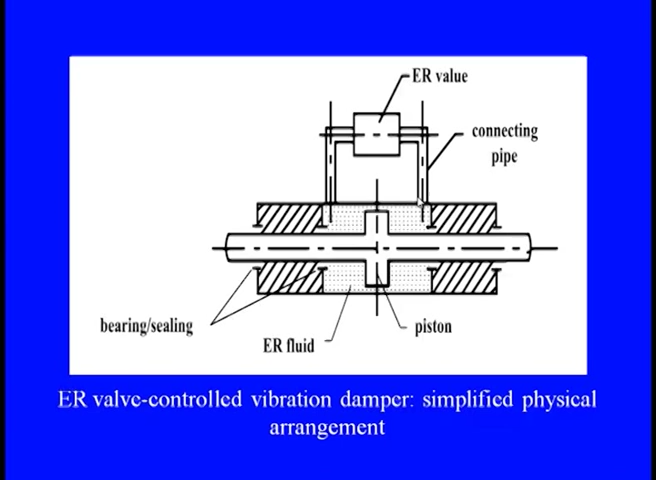 ER value
connecting
pipe
bearing/sealing
ER fluid
piston
ER valve-controlled vibration damper: simplified physical
arrangement